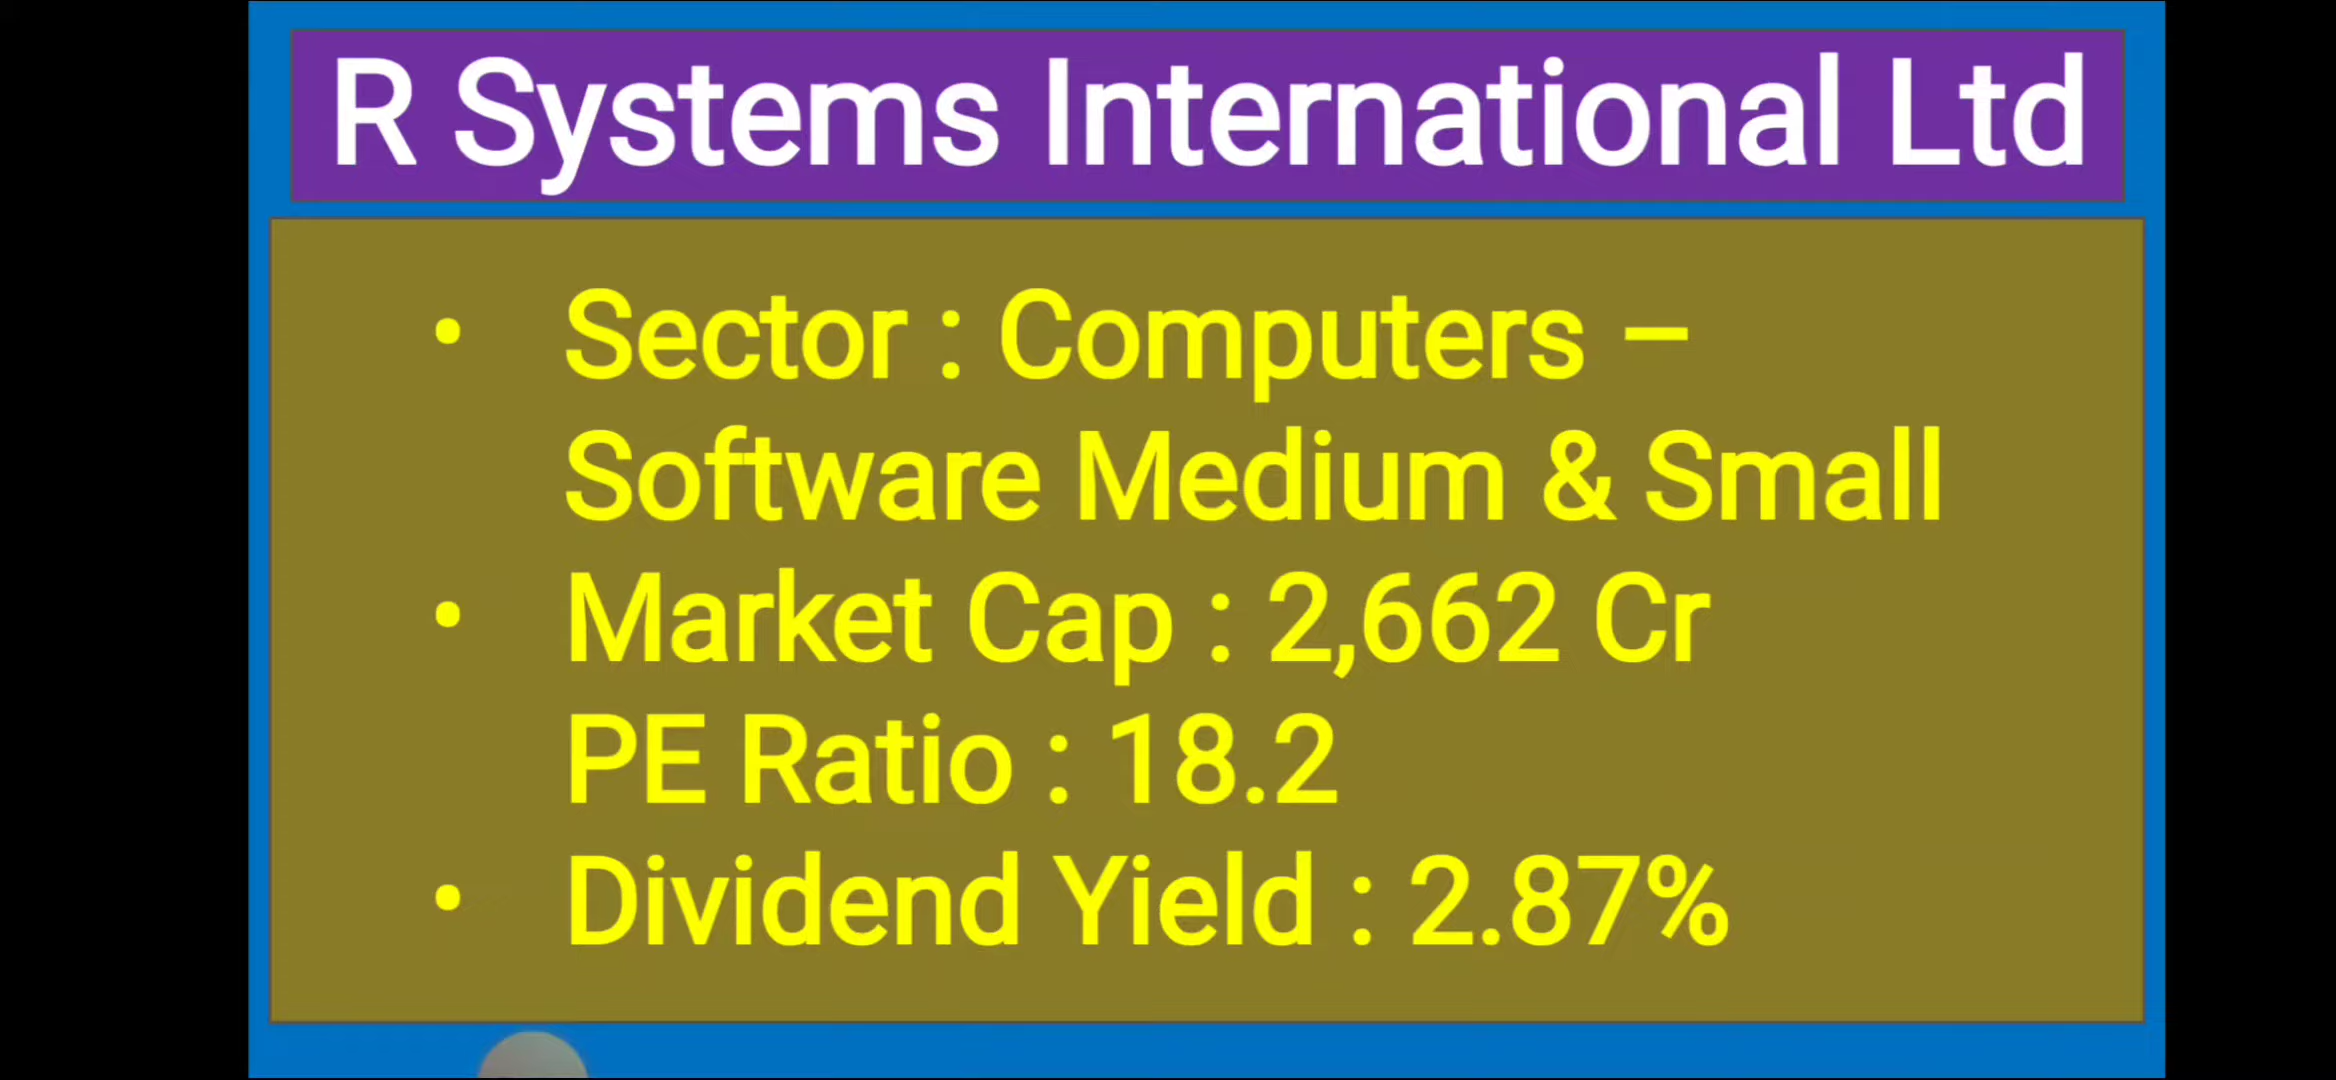 R Systems International Ltd
• Sector : Computers –
Software Medium & Small
• Market Cap : 2,662 Cr
PE Ratio : 18.2
• Dividend Yield : 2.87%